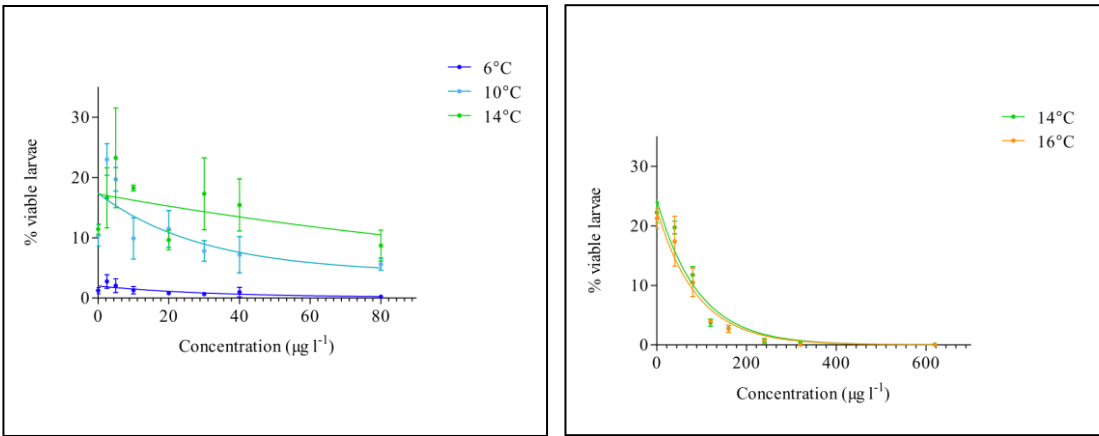 6°C
10°C
14°C
30
20
10
0
% viable larvae
0 20 40 60 80
Concentration (µg l⁻¹)
14°C
16°C
30
20
10
0
% viable larvae
0 200 400 600
Concentration (µg l⁻¹)